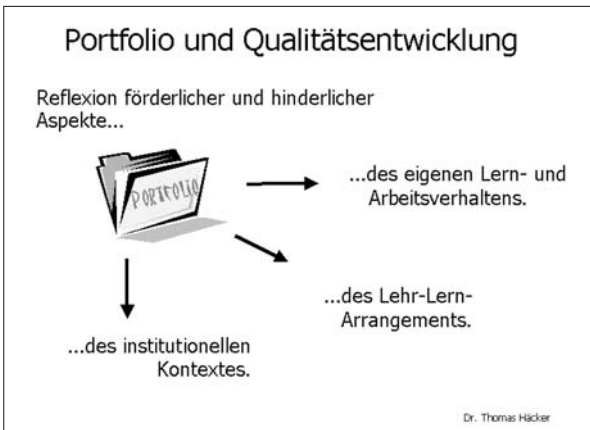 Portfolio und Qualitätsentwicklung
Reflexion förderlicher und hinderlicher
Aspekte...
PORTFOLIO
...des eigenen Lern- und
Arbeitsverhaltens.
...des Lehr-Lern-
Arrangements.
...des institutionellen
Kontextes.
Dr. Thomas Häcker